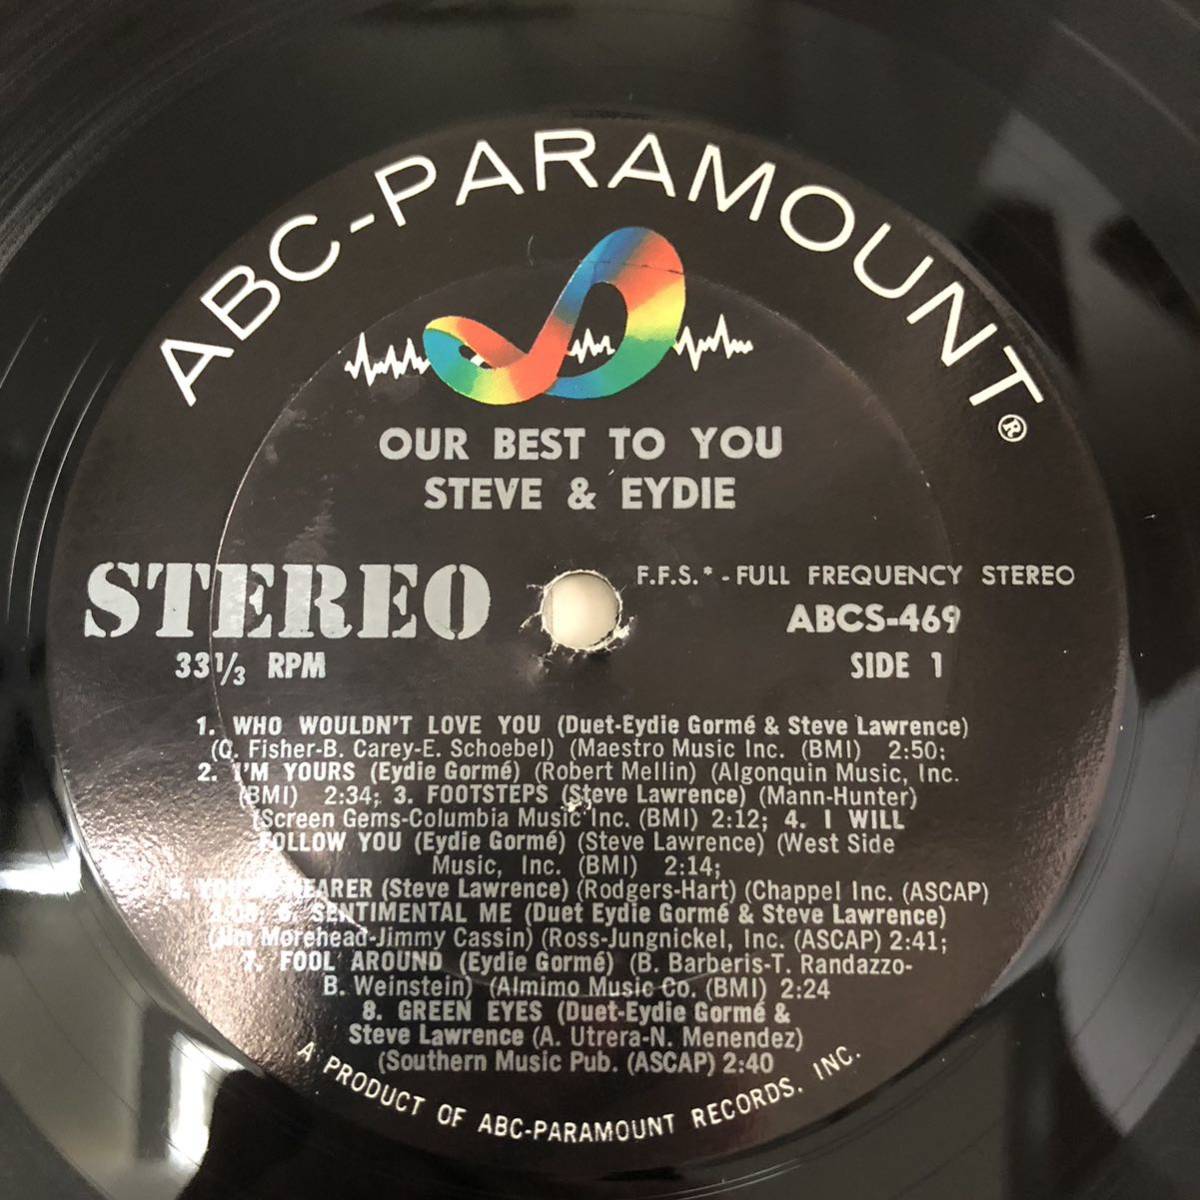 ABC-PARAMOUNT®
OUR BEST TO YOU
STEVE & EYDIE
STEREO
33 1/3 RPM
F.F.S.* - FULL FREQUENCY STEREO
ABCS-469
SIDE 1
1. WHO WOULDN'T LOVE YOU (Duet-Eydie Gormé & Steve Lawrence)
Fisher-B. Carey-E. Schoebel) (Maestro Music Inc. (BMI) 2:50;
2. I'M YOURS (Eydie Gormé) (Robert Mellin) (Algonquin Music, Inc.
(BMI) 2:34; 3. FOOTSTEPS (Steve Lawrence) (Mann-Hunter)
(Screen Gems-Columbia Music Inc. (BMI) 2:12; 4. I WILL
FOLLOW YOU (Eydie Gormé) (Steve Lawrence) (West Side
Music, Inc. (BMI) 2:14;
5. NEARER (Steve Lawrence) (Rodgers-Hart) (Chappel Inc. (ASCAP)
6. SENTIMENTAL ME (Duet Eydie Gormé & Steve Lawrence)
(Jim Morehead-Jimmy Cassin) (Ross-Jungnickel, Inc. (ASCAP) 2:41;
7. FOOL AROUND (Eydie Gormé) (B. Barberis-T. Randazzo-
B. Weinstein) (Almimo Music Co. (BMI) 2:24
8. GREEN EYES (Duet-Eydie Gormé &
Steve Lawrence (A. Utrera-N. Menendez)
(Southern Music Pub. (ASCAP) 2:40
A PRODUCT OF ABC-PARAMOUNT RECORDS, INC.